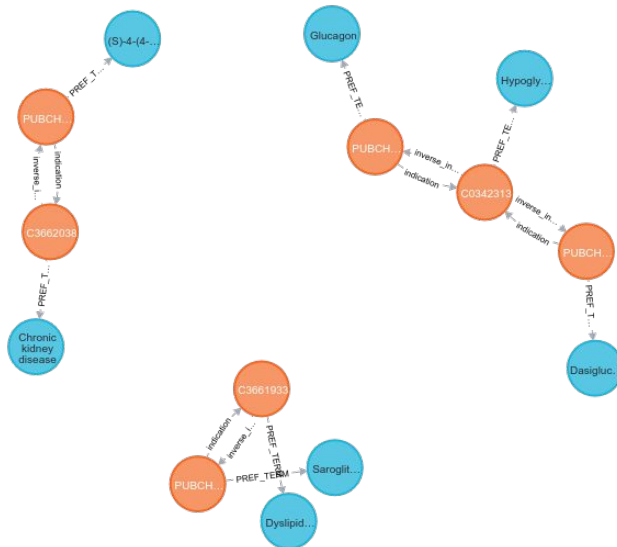 (S)-4-(4-...
PREF_T...
PUBCH...
inverse_i...
indication
C3662038
PREF_T...
Chronic
kidney
disease
Glucagon
PREF_TE...
PUBCH...
inverse_in...
indication
Hypogly...
PREF_TE...
C0342313
inverse_in...
indication
PUBCH...
PREF_T...
Dasigluc...
C3661933
indication
inverse_i...
PREF_TERM
PUBCH...
PREF_TERM
Saroglit...
Dyslipid...